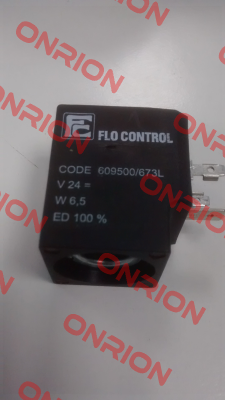 ONRION
FC FLO CONTROL
CODE 609500/673L
V 24 =
W 6,5
ED 100 %
ONRION
ONRION
ONRION
ONRION
ONRION
ONRION